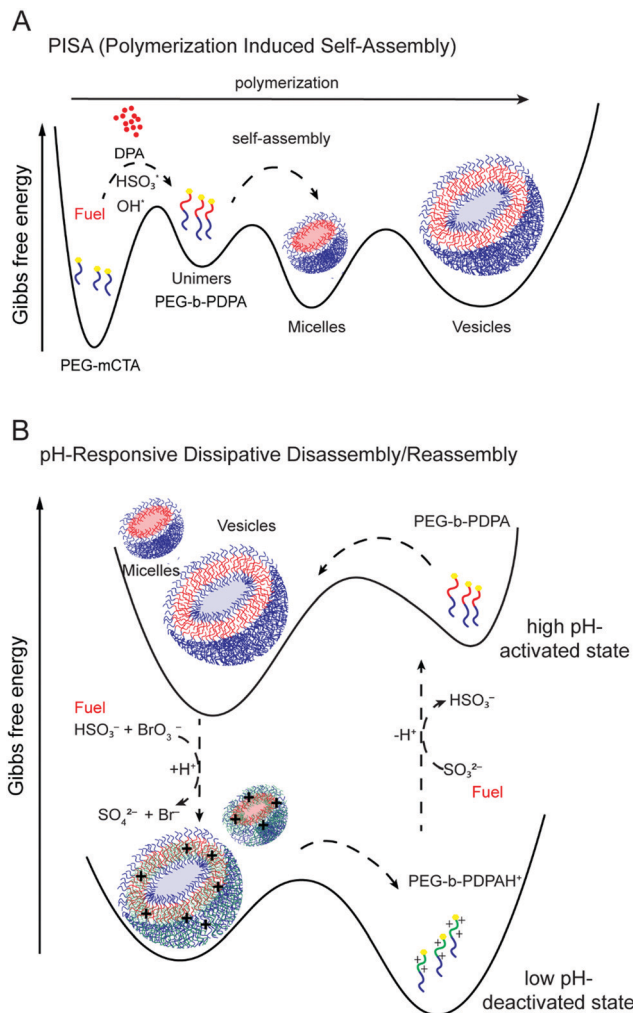 A
PISA (Polymerization Induced Self-Assembly)
polymerization
Gibbs free energy
DPA
self-assembly
Fuel
HSO₃˙
OH˙
Unimers
PEG-b-PDPA
Micelles
Vesicles
PEG-mCTA
B
pH-Responsive Dissipative Disassembly/Reassembly
Gibbs free energy
Vesicles
Micelles
PEG-b-PDPA
high pH-
activated state
Fuel
HSO₃⁻ + BrO₃⁻
+H⁺
SO₄²⁻ + Br⁻
HSO₃⁻
-H⁺
SO₃²⁻
Fuel
+ + + + +
+ + + + + + + +
PEG-b-PDPAH⁺
+ + + + + +
low pH-
deactivated state